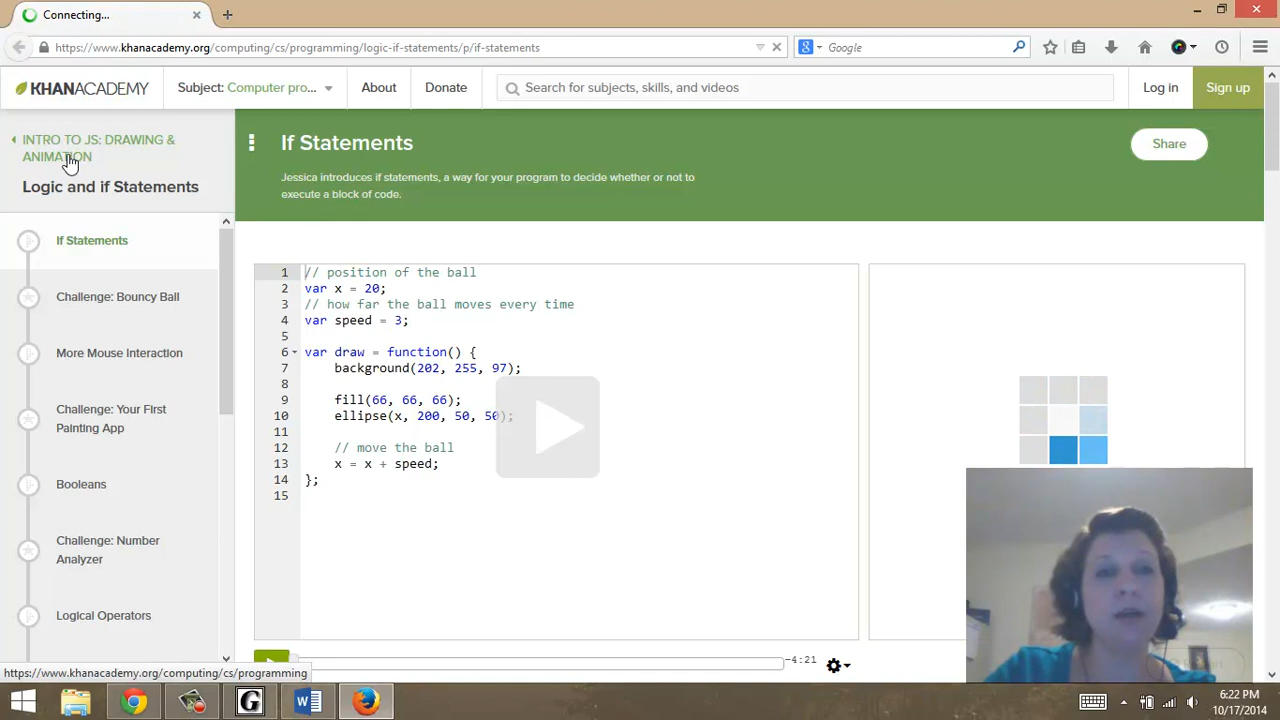 Connecting...
https://www.khanacademy.org/computing/cs/programming/logic-if-statements/p/if-statements
Google
KHANACADEMY
Subject: Computer pro...
About
Donate
Search for subjects, skills, and videos
Log in
Sign up
INTRO TO JS: DRAWING &
ANIMATION
Logic and if Statements
If Statements
Challenge: Bouncy Ball
More Mouse Interaction
Challenge: Your First
Painting App
Booleans
Challenge: Number
Analyzer
Logical Operators
If Statements
Jessica introduces if statements, a way for your program to decide whether or not to
execute a block of code.
Share
1 // position of the ball
2 var x = 20;
3 // how far the ball moves every time
4 var speed = 3;
5
6 var draw = function() {
7 background(202, 255, 97);
8
9 fill(66, 66, 66);
10 ellipse(x, 200, 50, 50);
11
12 // move the ball
13 x = x + speed;
14 };
15
-4:21
https://www.khanacademy.org/computing/cs/programming
6:22 PM
10/17/2014